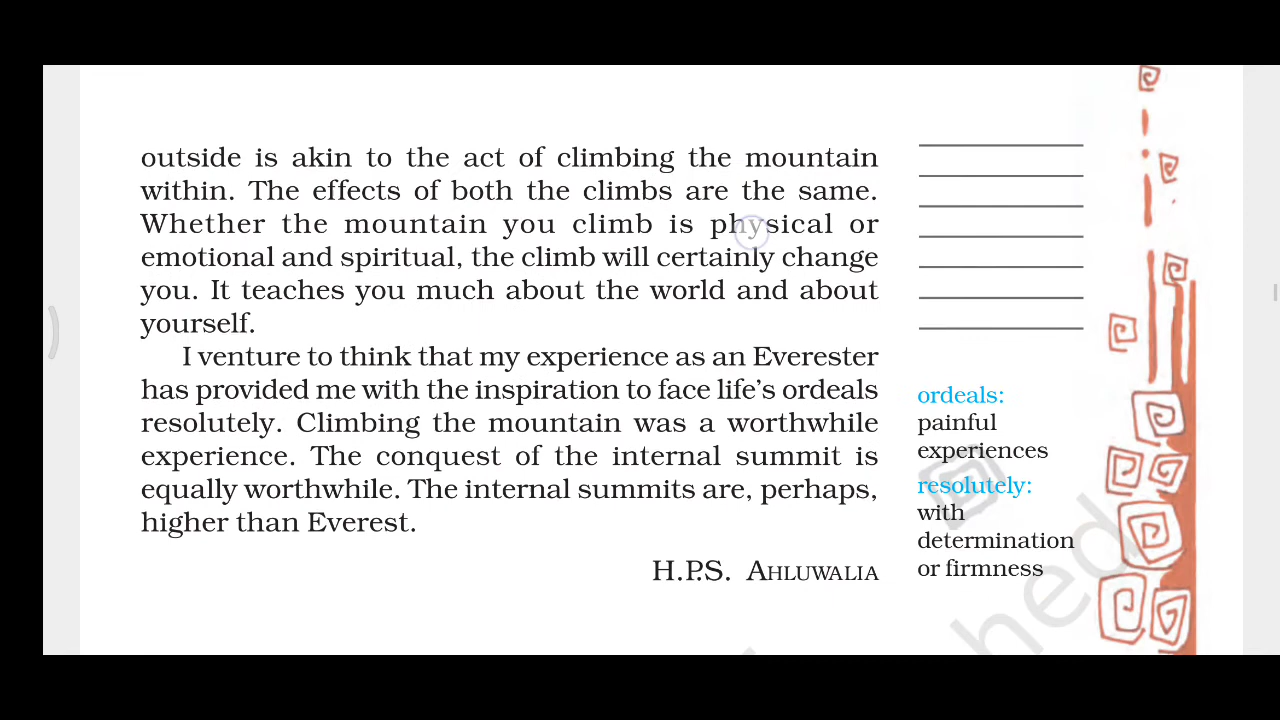 outside is akin to the act of climbing the mountain
within. The effects of both the climbs are the same.
Whether the mountain you climb is physical or
emotional and spiritual, the climb will certainly change
you. It teaches you much about the world and about
yourself.
I venture to think that my experience as an Everester
has provided me with the inspiration to face life’s ordeals
resolutely. Climbing the mountain was a worthwhile
experience. The conquest of the internal summit is
equally worthwhile. The internal summits are, perhaps,
higher than Everest.
H.P.S. AHLUWALIA
ordeals:
painful
experiences
resolutely:
with
determination
or firmness